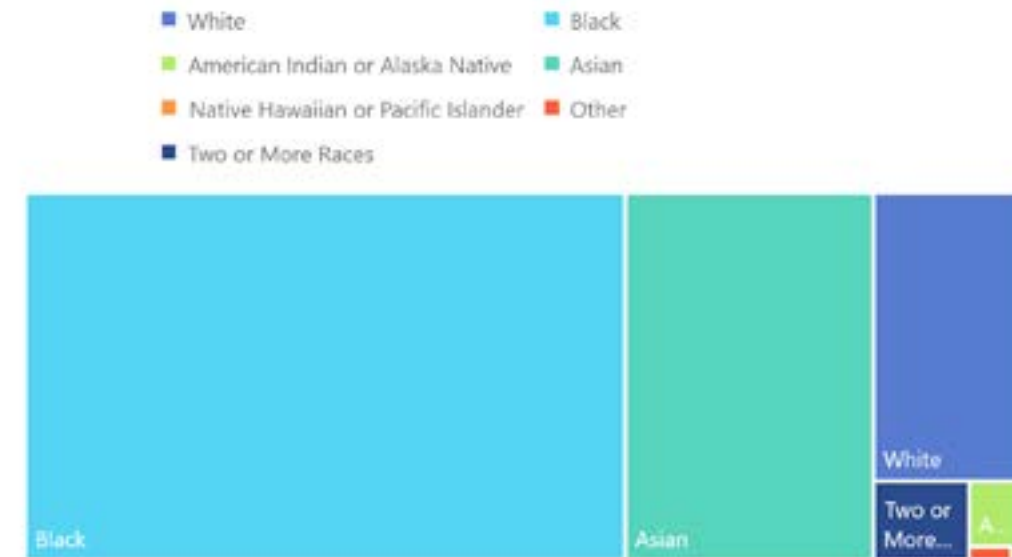 White
Black
American Indian or Alaska Native
Asian
Native Hawaiian or Pacific Islander
Other
Two or More Races
White
Two or
More...
A...
Black
Asian